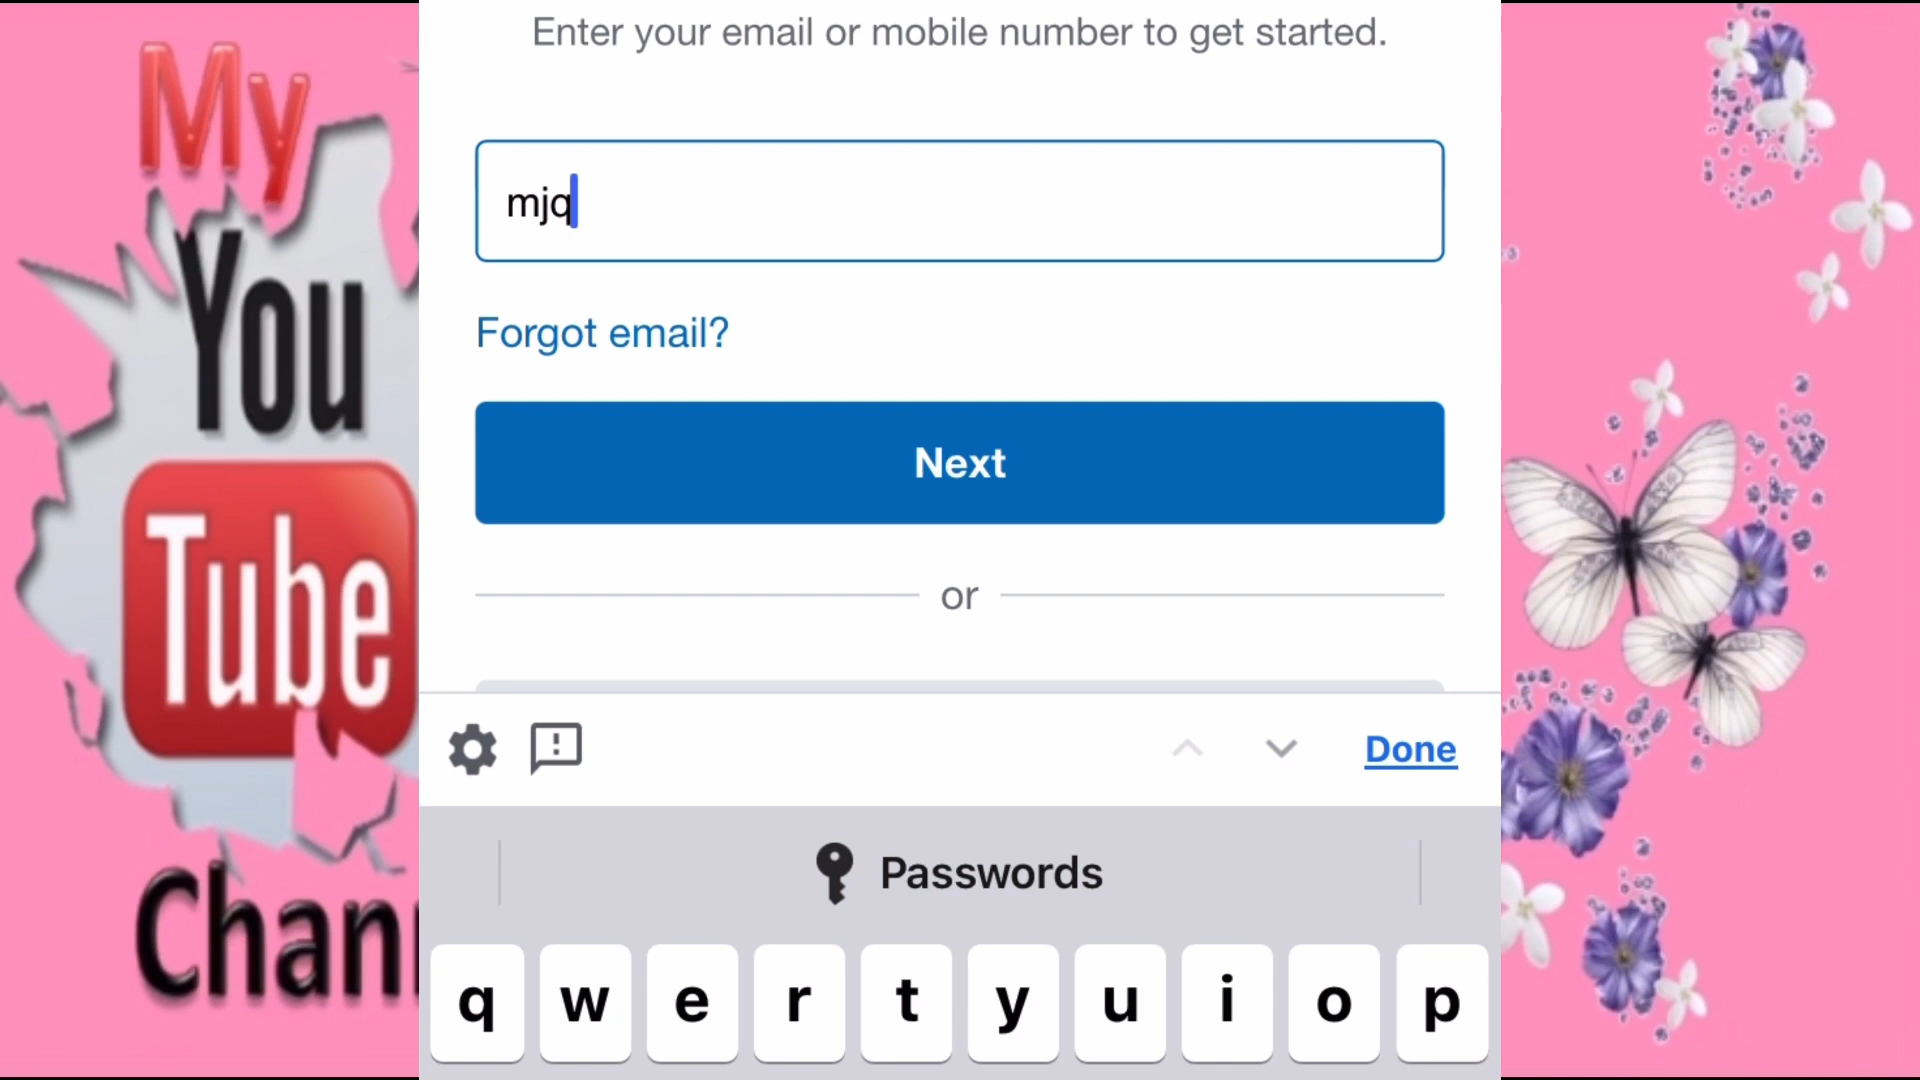 My
You
Tube
Chan
Enter your email or mobile number to get started.
mjq
Forgot email?
Next
or
Done
Passwords
q w e r t y u i o p